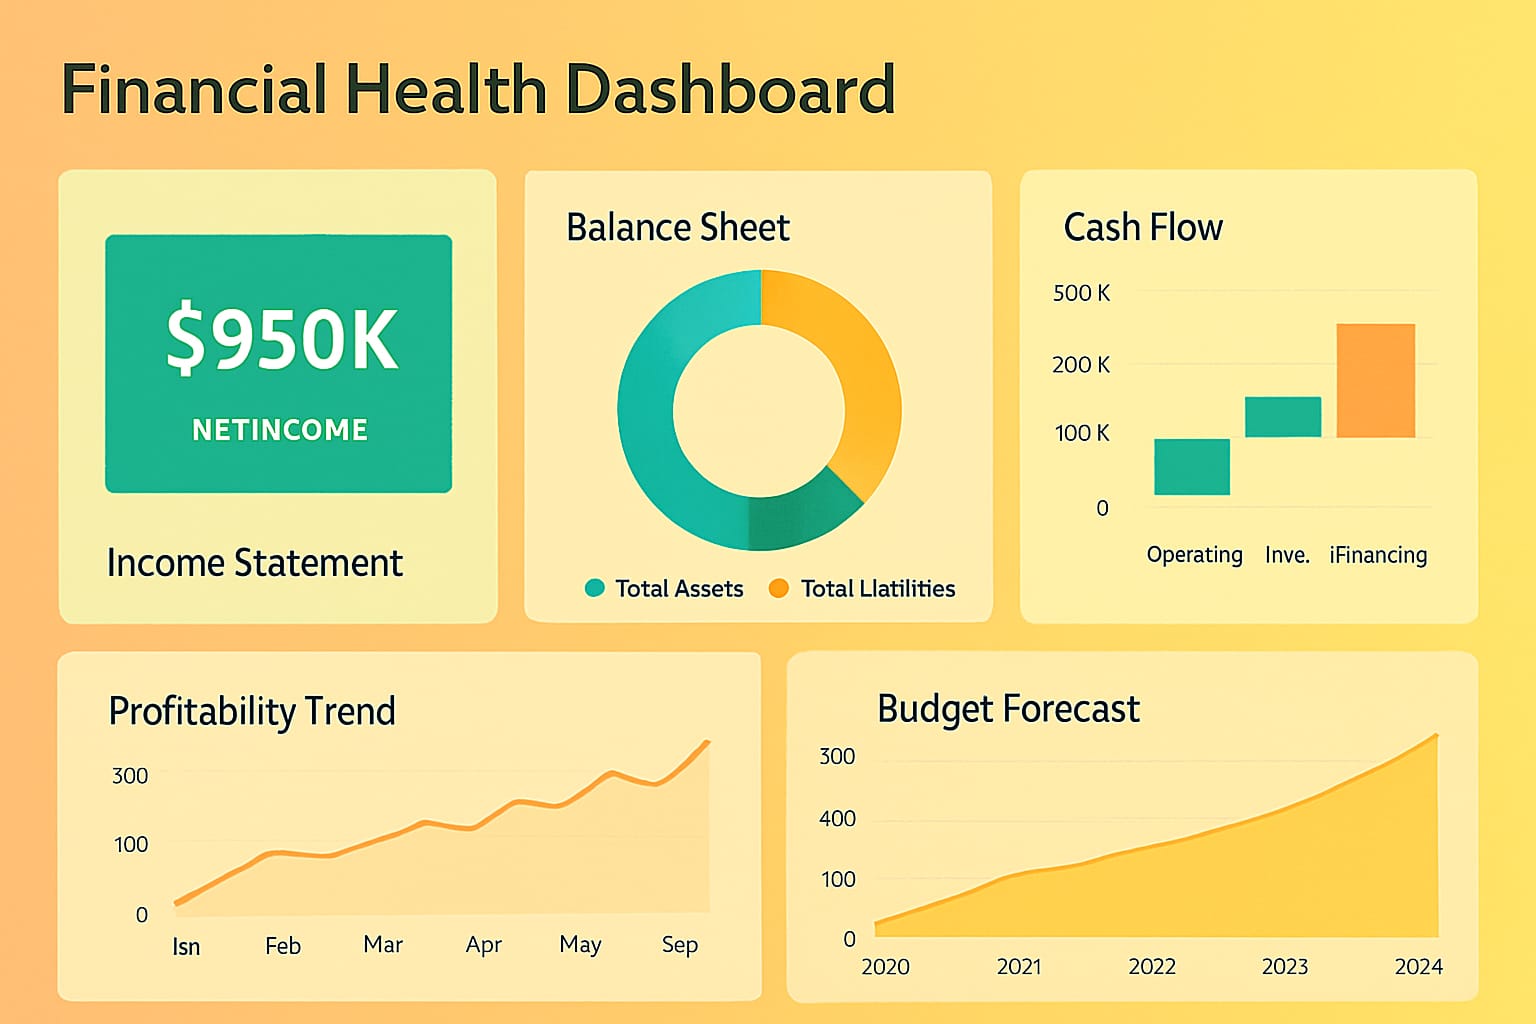 Financial Health Dashboard
$950K
NETINCOME
Income Statement
Balance Sheet
Total Assets
Total Llatilities
Cash Flow
500 K
200 K
100 K
0
Operating
Inve.
iFinancing
Profitability Trend
300
100
0
Isn
Feb
Mar
Apr
May
Sep
Budget Forecast
300
400
100
0
2020
2021
2022
2023
2024